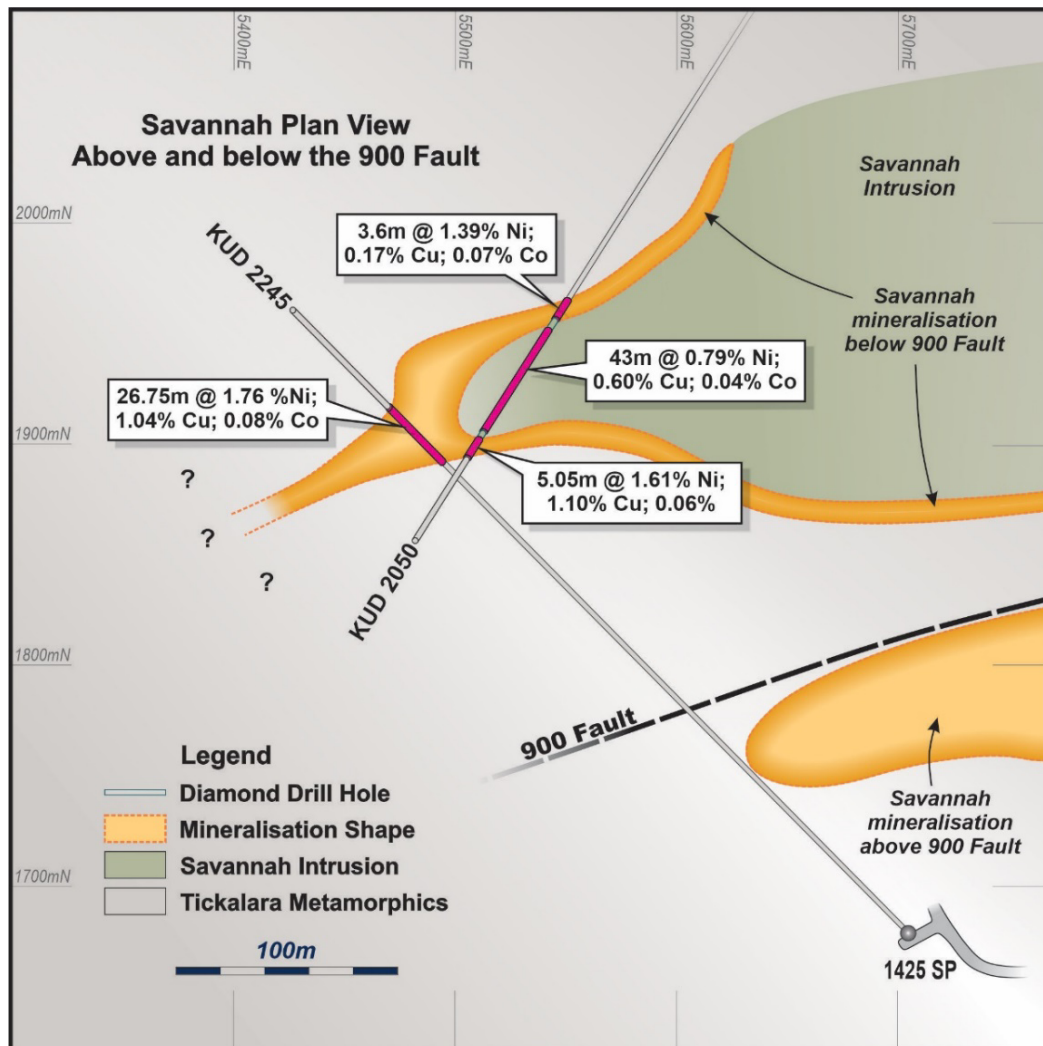 5400mE
5500mE
5600mE
5700mE
Savannah Plan View
Above and below the 900 Fault
Savannah
Intrusion
2000mN
KUD 2245
3.6m @ 1.39% Ni;
0.17% Cu; 0.07% Co
Savannah
mineralisation
below 900 Fault
43m @ 0.79% Ni;
0.60% Cu; 0.04% Co
26.75m @ 1.76 %Ni;
1.04% Cu; 0.08% Co
1900mN
?
?
?
5.05m @ 1.61% Ni;
1.10% Cu; 0.06%
KUD 2050
1800mN
900 Fault
Savannah
mineralisation
above 900 Fault
Legend
Diamond Drill Hole
Mineralisation Shape
Savannah Intrusion
Tickalara Metamorphics
1700mN
100m
1425 SP